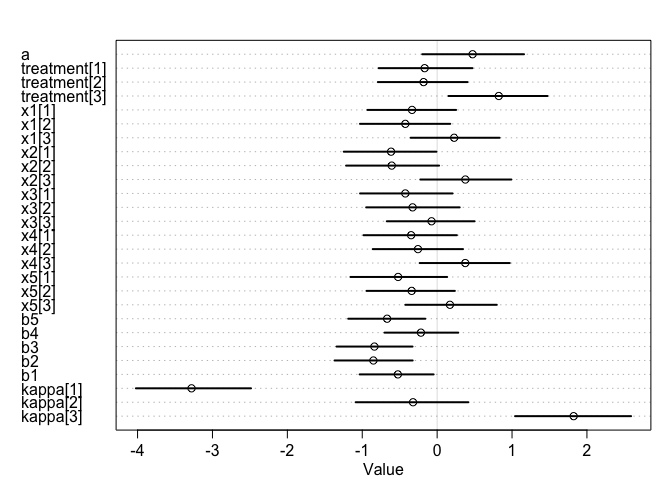 a
treatment[1]
treatment[2]
treatment[3]
x1[1]
x1[2]
x1[3]
x2[1]
x2[2]
x2[3]
x3[1]
x3[2]
x3[3]
x4[1]
x4[2]
x4[3]
x5[1]
x5[2]
x5[3]
b5
b4
b3
b2
b1
kappa[1]
kappa[2]
kappa[3]
-4 -3 -2 -1 0 1 2
Value